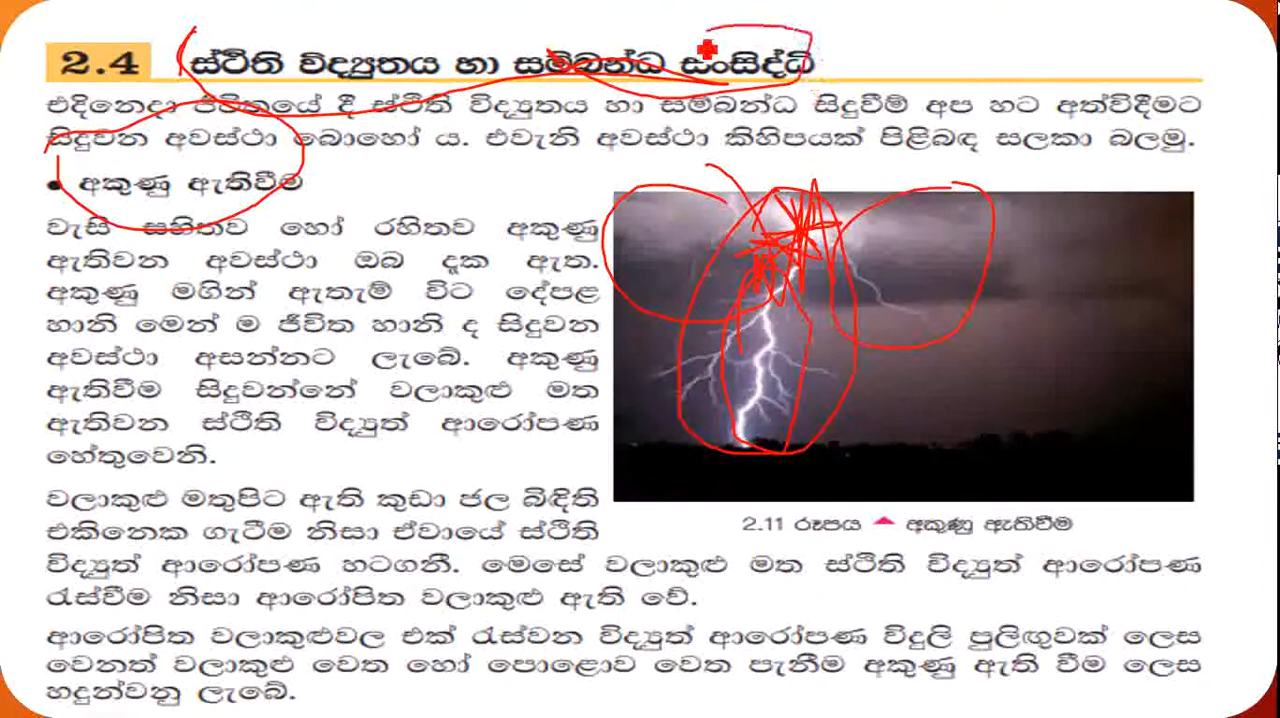 2.4 ස්ථිති විද්‍යුතය හා සම්බන්ධ සංසිද්ධි
එදිනෙදා ජීවිතයේ දී ස්ථිති විද්‍යුතය හා සම්බන්ධ සිදුවීම් අප හට අත්විදීමට
සිදුවන අවස්ථා බොහෝ ය. එවැනි අවස්ථා කිහිපයක් පිළිබඳ සලකා බලමු.
• අකුණු ඇතිවීම
වැසි සහිතව හෝ රහිතව අකුණු
ඇතිවන අවස්ථා ඔබ දැක ඇත.
අකුණු මගින් ඇතැම් විට දේපළ
හානි මෙන් ම ජීවිත හානි ද සිදුවන
අවස්ථා අසන්නට ලැබේ. අකුණු
ඇතිවීම සිදුවන්නේ වලාකුළු මත
ඇතිවන ස්ථිති විද්‍යුත් ආරෝපණ
හේතුවෙනි.
වලාකුළු මතුපිට ඇති කුඩා ජල බිඳිති
එකිනෙක ගැටීම නිසා ඒවායේ ස්ථිති
විද්‍යුත් ආරෝපණ හටගනී. මෙසේ වලාකුළු මත ස්ථිති විද්‍යුත් ආරෝපණ
රැස්වීම නිසා ආරෝපිත වලාකුළු ඇති වේ.
2.11 රූපය ▲ අකුණු ඇතිවීම
ආරෝපිත වලාකුළුවල එක් රැස්වන විද්‍යුත් ආරෝපණ විදුලි පුලිඟුවක් ලෙස
වෙනත් වලාකුළු වෙත හෝ පොළොව වෙත පැනීම අකුණු ඇති වීම ලෙස
හඳුන්වනු ලැබේ.